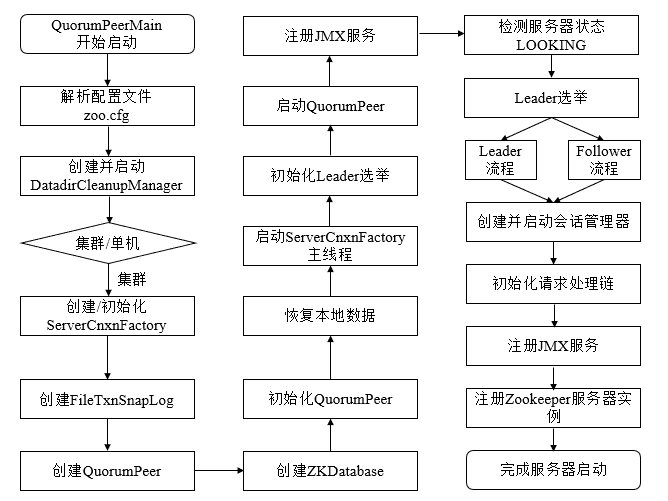 QuorumPeerMain
开始启动
解析配置文件
zoo.cfg
创建并启动
DatadirCleanupManager
集群/单机
集群
创建/初始化
ServerCnxnFactory
创建FileTxnSnapLog
创建QuorumPeer
创建ZKDatabase
初始化QuorumPeer
恢复本地数据
启动ServerCnxnFactory
主线程
初始化Leader选举
启动QuorumPeer
注册JMX服务
检测服务器状态
LOOKING
Leader选举
Leader
流程
Follower
流程
创建并启动会话管理器
初始化请求处理链
注册JMX服务
注册Zookeeper服务器实
例
完成服务器启动